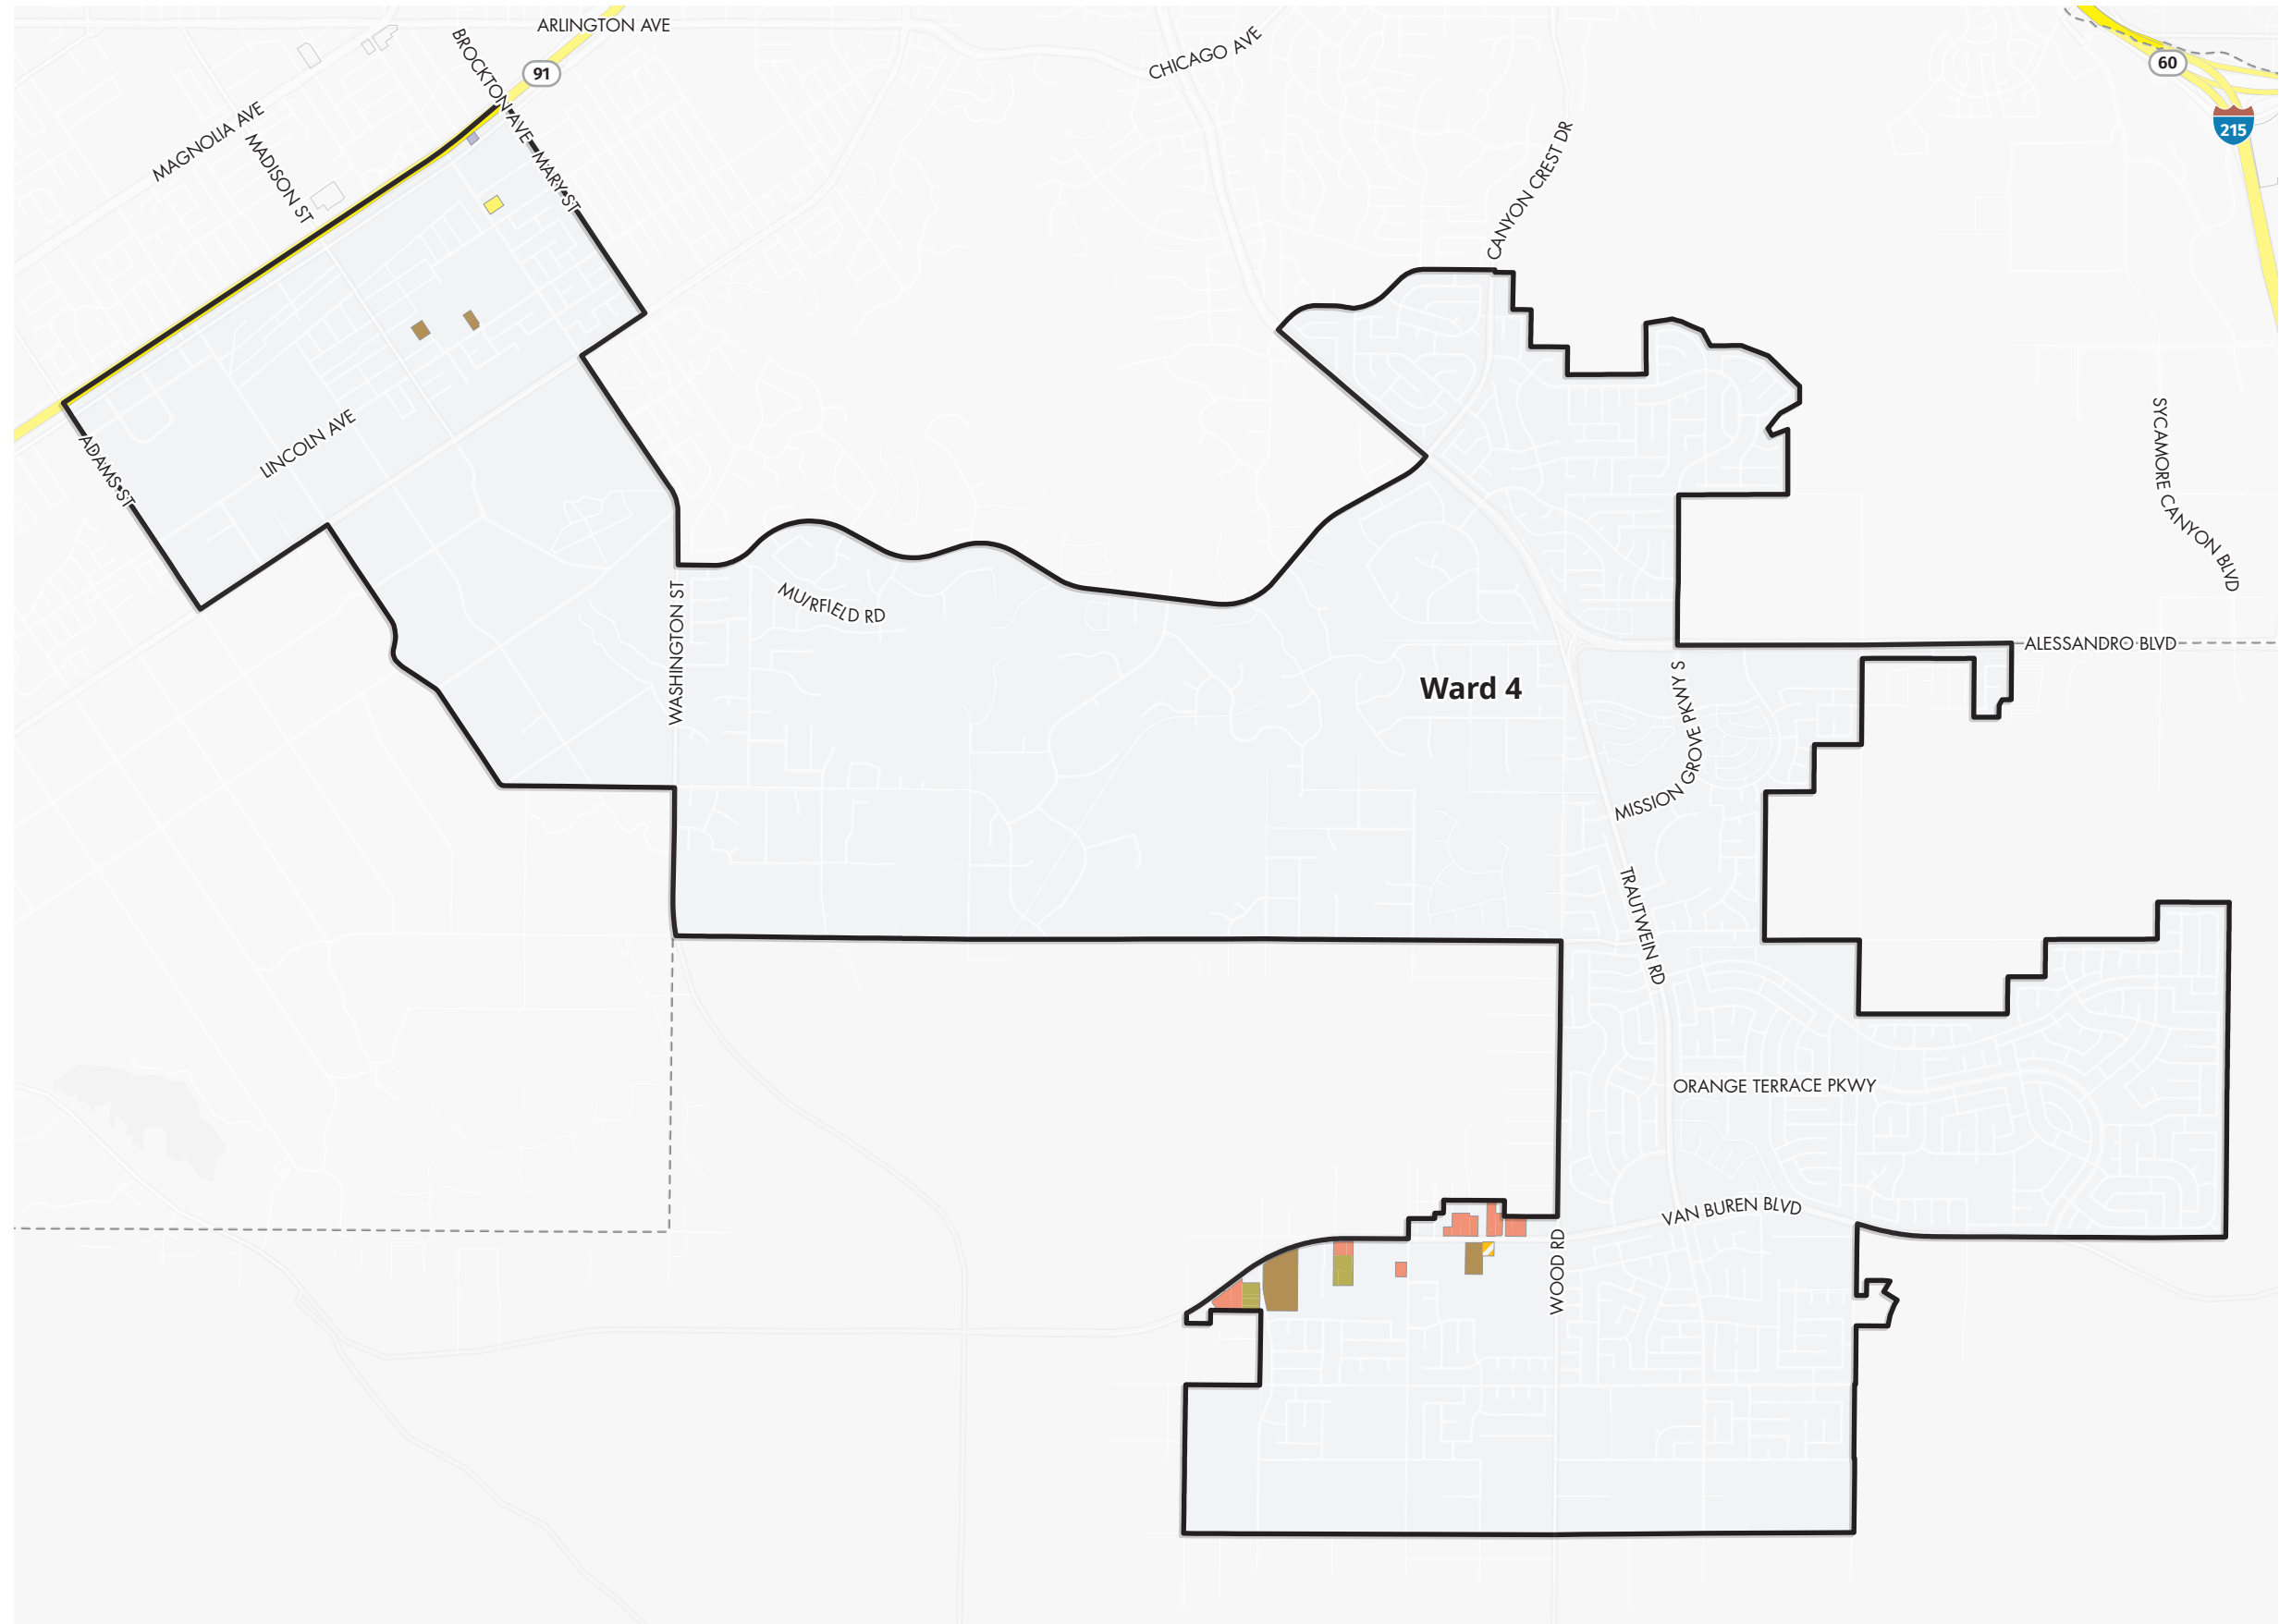 ARLINGTON AVE
BROCKTON AVE
CHICAGO AVE
91
60
215
MAGNOLIA AVE
MADISON ST
MARY ST
CANYON CREST DR
ADAMS ST
LINCOLN AVE
SYCAMORE CANYON BLVD
MUIRFIELD RD
WASHINGTON ST
ALESSANDRO BLVD
Ward 4
MISSION GROVE PKWY S
TRAUTWEIN RD
ORANGE TERRACE PKWY
VAN BUREN BLVD
WOOD RD